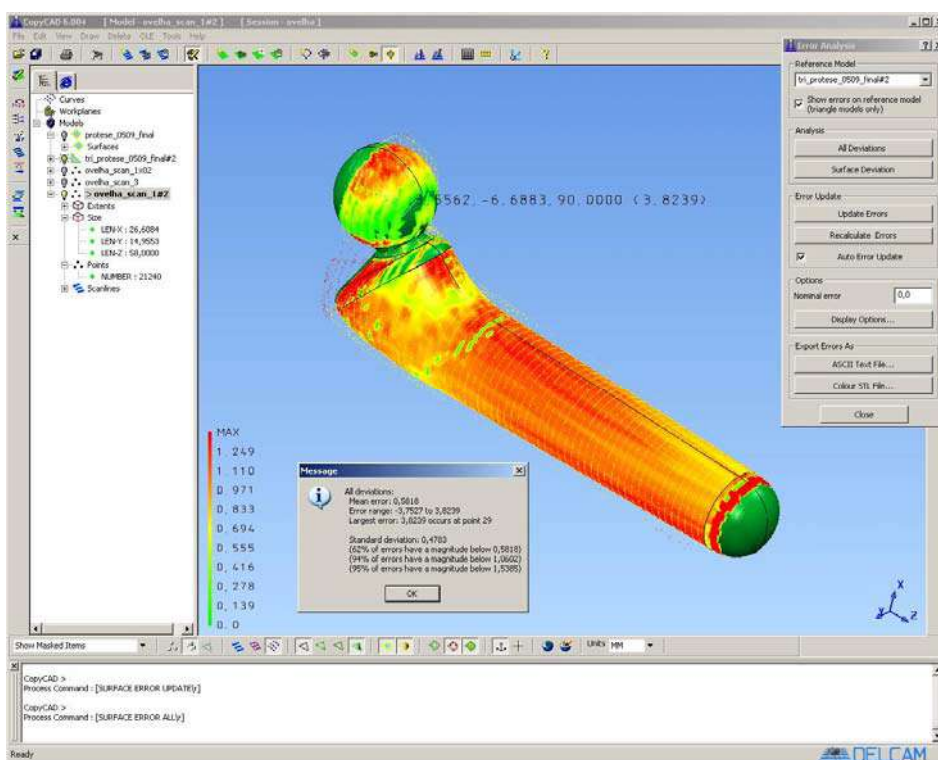 CopyCAD 6.004 [ Model - ovelha_scan_1#2 ] [ Session - ovelha ]
File Edit View Draw Delete OLE Tools Help
Curves
Workplanes
Models
protese_0509_final
Surfaces
tri_protese_0509_final#2
ovelha_scan_1x02
ovelha_scan_3
> ovelha_scan_1#2
Extents
Size
LEN-X : 26,6084
LEN-Y : 14,9553
LEN-Z : 58,0000
Points
NUMBER : 21240
Scanlines
5562,-6.6883,90.0000 (3.8239)
MAX
1.249
1.110
0.971
0,833
0,694
0,555
0,416
0,278
0,139
0.0
Message
All deviations:
Mean error: 0,5818
Error range: -3,7527 to 3,8239
Largest error: 3,8239 occurs at point 29
Standard deviation: 0,4783
(62% of errors have a magnitude below 0,5818)
(94% of errors have a magnitude below 1,0602)
(95% of errors have a magnitude below 1,5385)
OK
Error Analysis
Reference Model
tri_protese_0509_final#2
Show errors on reference model
(triangle models only)
Analysis
All Deviations
Surface Deviation
Error Update
Update Errors
Recalculate Errors
Auto Error Update
Options
Nominal error 0,0
Display Options...
Export Errors As
ASCII Text File...
Colour STL File...
Close
X
Y
Z
Show Masked Items
Units MM
CopyCAD >
Process Command : [SURFACE ERROR UPDATE\r]
CopyCAD >
Process Command : [SURFACE ERROR ALL\r]
Ready
DELCAM